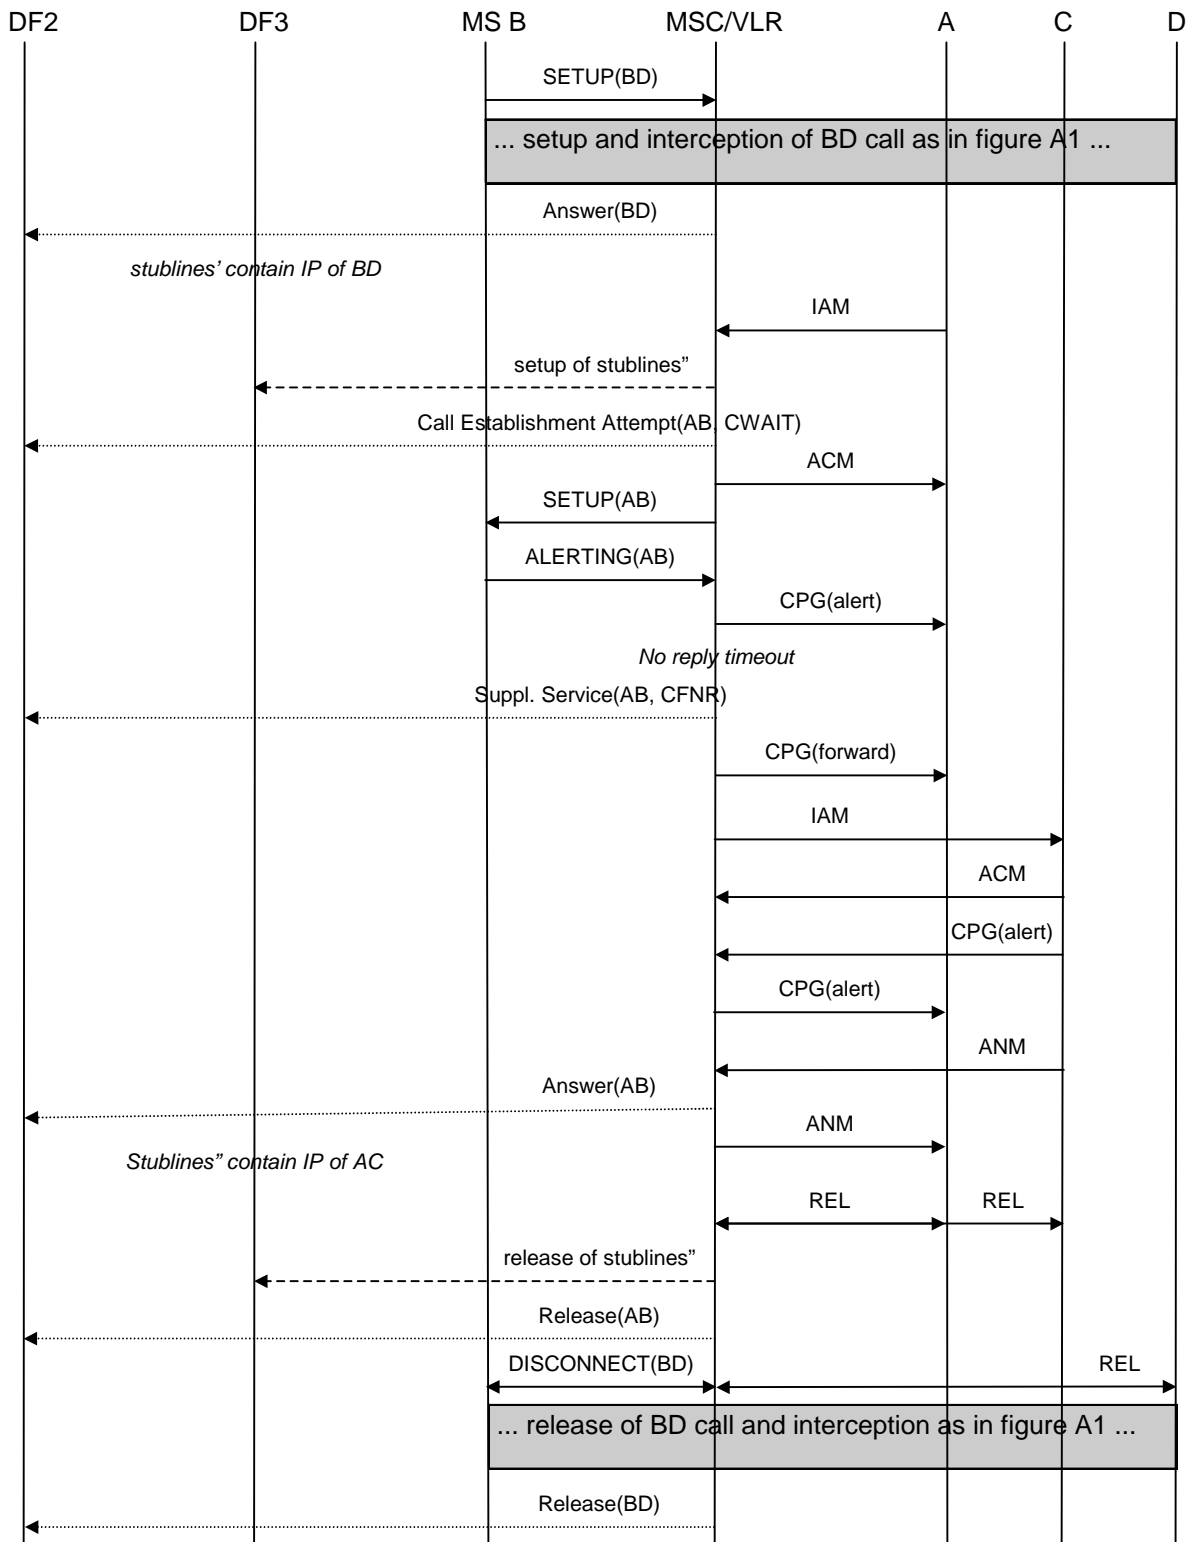 DF2 DF3 MS B MSC/VLR A C D
SETUP(BD)
... setup and interception of BD call as in figure A1 ...
Answer(BD)
stublines’ contain IP of BD
IAM
setup of stublines”
Call Establishment Attempt(AB, CWAIT)
ACM
SETUP(AB)
ALERTING(AB)
CPG(alert)
No reply timeout
Suppl. Service(AB, CFNR)
CPG(forward)
IAM
ACM
CPG(alert)
CPG(alert)
ANM
Answer(AB)
ANM
Stublines” contain IP of AC
REL REL
release of stublines”
Release(AB)
DISCONNECT(BD) REL
... release of BD call and interception as in figure A1 ...
Release(BD)